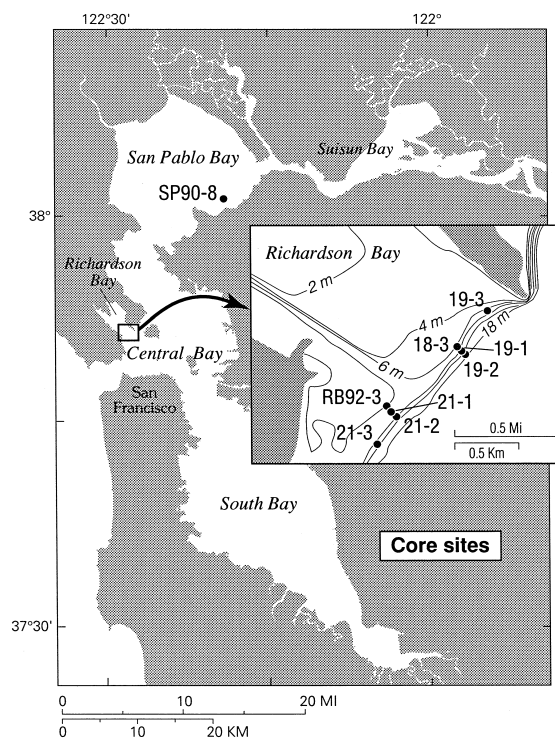 122°30'
122°
San Pablo Bay
Suisun Bay
SP90-8
38°
Richardson
Bay
Richardson Bay
2 m
4 m
19-3
18 m
18-3
19-1
6 m
19-2
Central Bay
San
Francisco
RB92-3
21-1
21-3
21-2
0.5 Mi
0.5 Km
South Bay
Core sites
37°30'
0 10 20 MI
0 10 20 KM